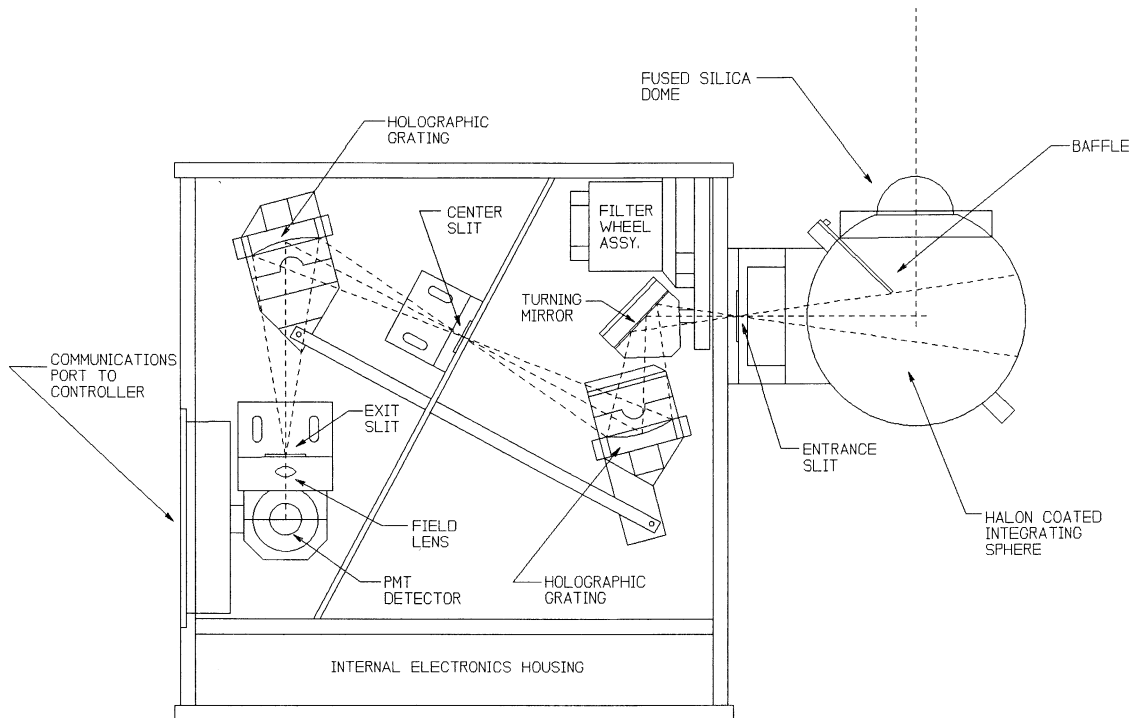 FUSED SILICA
DOME
HOLOGRAPHIC
GRATING
BAFFLE
CENTER
SLIT
FILTER
WHEEL
ASSY.
TURNING
MIRROR
COMMUNICATIONS
PORT TO
CONTROLLER
EXIT
SLIT
ENTRANCE
SLIT
FIELD
LENS
HALON COATED
INTEGRATING
SPHERE
PMT
DETECTOR
HOLOGRAPHIC
GRATING
INTERNAL ELECTRONICS HOUSING